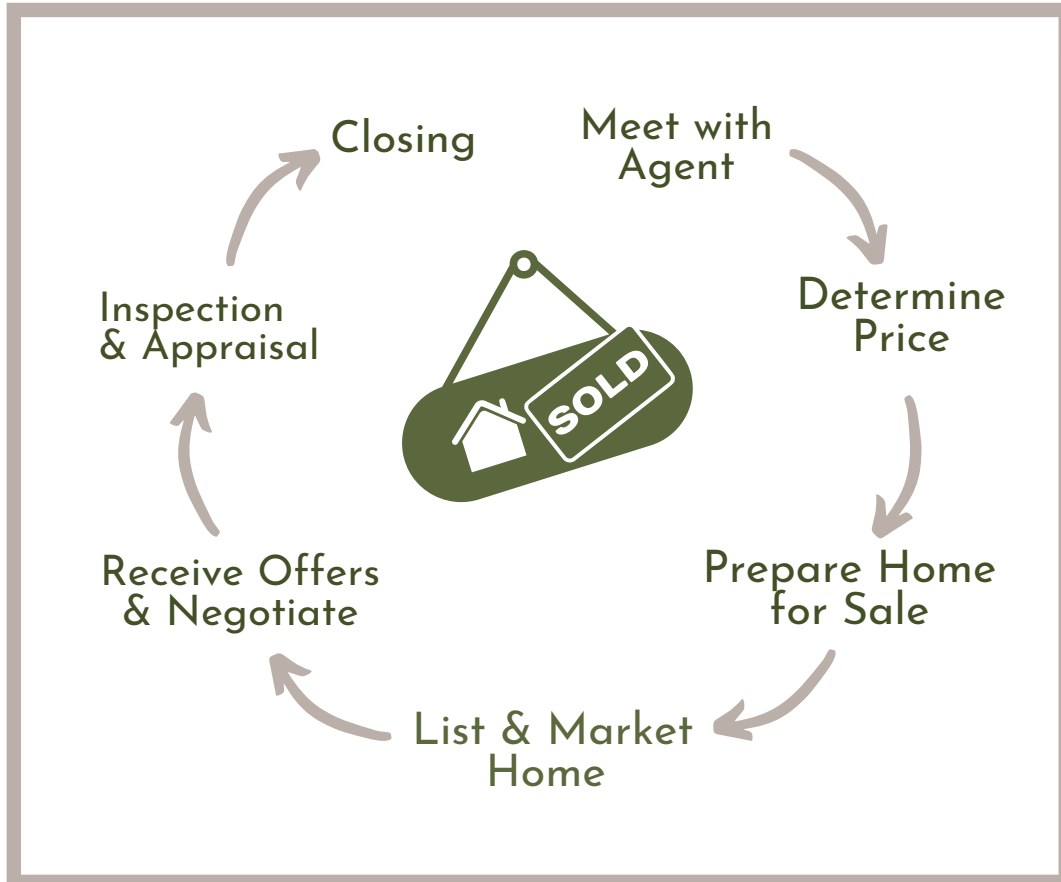 Meet with
Agent
Determine
Price
Prepare Home
for Sale
List & Market
Home
Receive Offers
& Negotiate
Inspection
& Appraisal
Closing
SOLD